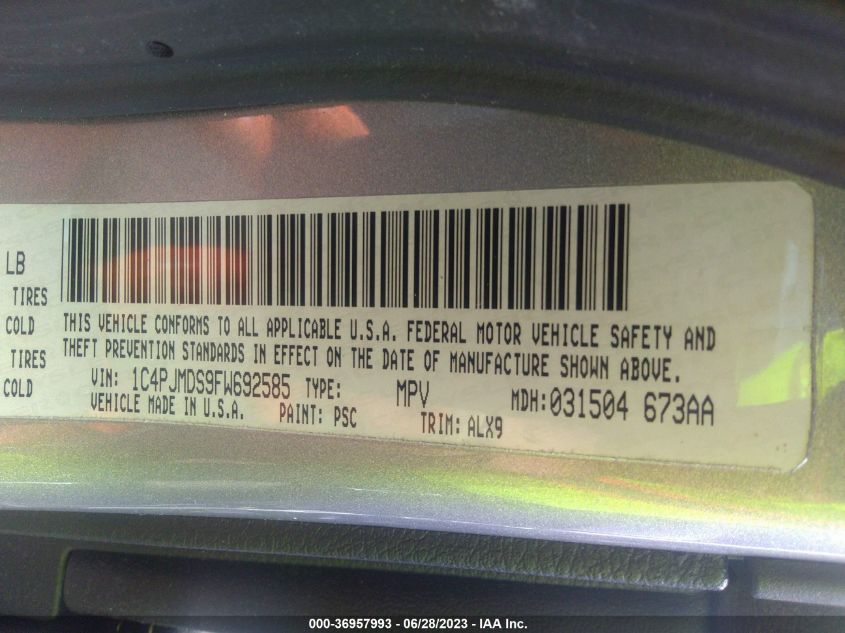 LB
TIRES
COLD
TIRES
COLD
THIS VEHICLE CONFORMS TO ALL APPLICABLE U.S.A. FEDERAL MOTOR VEHICLE SAFETY AND
THEFT PREVENTION STANDARDS IN EFFECT ON THE DATE OF MANUFACTURE SHOWN ABOVE.
VIN: 1C4PJMDS9FW692585 TYPE: MPV MDH:031504 673AA
VEHICLE MADE IN U.S.A. PAINT: PSC TRIM: ALX9
000-36957993 - 06/28/2023 - IAA Inc.